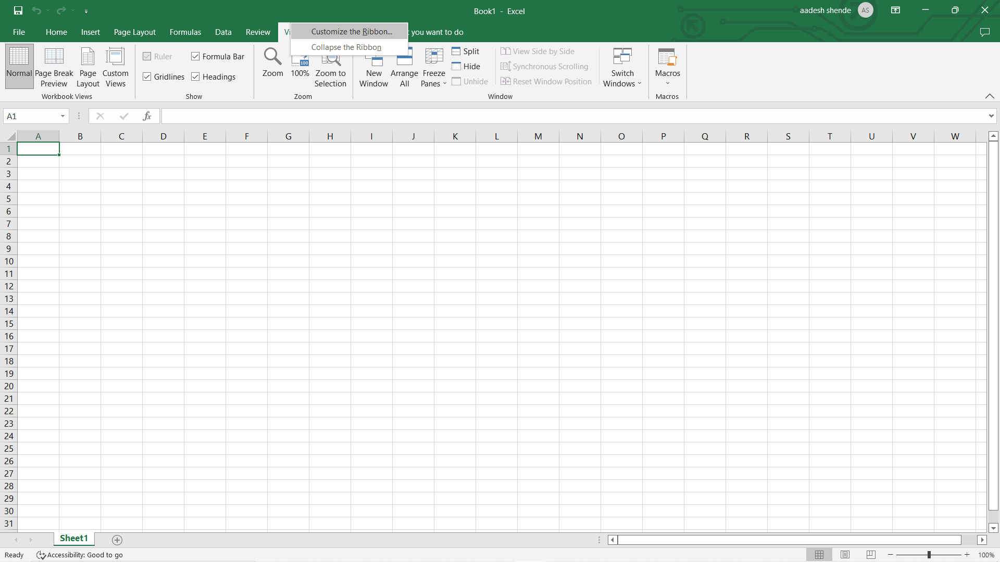 Book1 - Excel
aadesh shende AS
File Home Insert Page Layout Formulas Data Review Vi you want to do
Customize the Ribbon...
Collapse the Ribbon
Normal
Page Break Preview
Page Layout
Custom Views
Workbook Views
Ruler
Formula Bar
Gridlines
Headings
Show
Zoom
100
100%
Zoom to Selection
Zoom
New Window
Arrange All
Freeze Panes
Split
Hide
Unhide
View Side by Side
Synchronous Scrolling
Reset Window Position
Window
Switch Windows
Macros
Macros
A1
fx
A B C D E F G H I J K L M N O P Q R S T U V W
1
2
3
4
5
6
7
8
9
10
11
12
13
14
15
16
17
18
19
20
21
22
23
24
25
26
27
28
29
30
31
Sheet1
Ready Accessibility: Good to go 100%